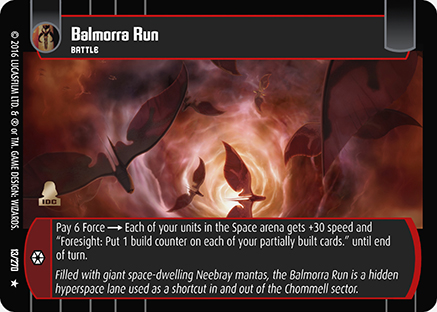 Balmorra Run
BATTLE
© 2016 LUCASFILM LTD. & ® or TM. GAME DESIGN: WIZARDS.
IDC
Pay 6 Force → Each of your units in the Space arena gets +30 speed and
“Foresight: Put 1 build counter on each of your partially built cards.” until end
of turn.
Filled with giant space-dwelling Neebray mantas, the Balmorra Run is a hidden
hyperspace lane used as a shortcut in and out of the Chommell sector.